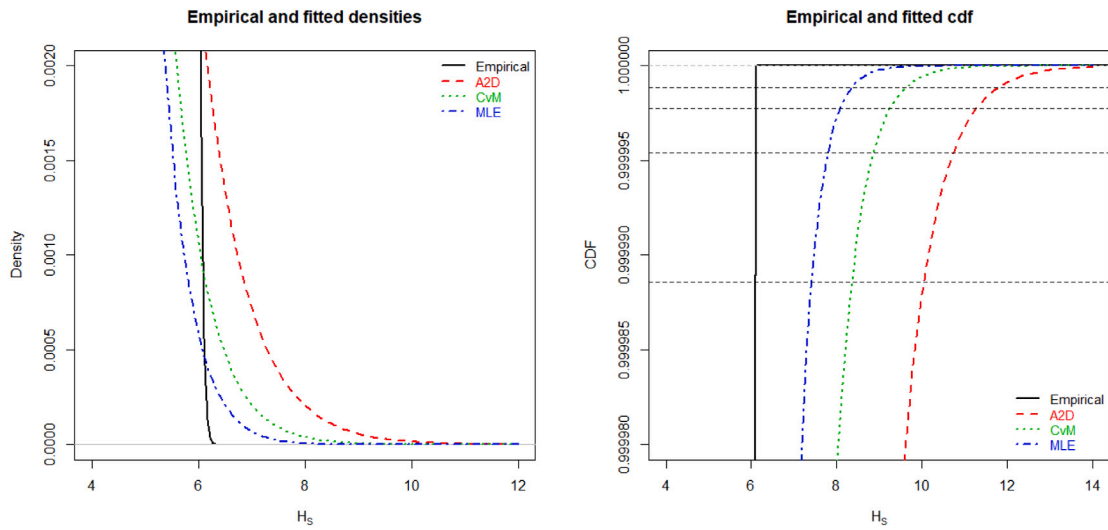 Empirical and fitted densities
Density
0.0000
0.0005
0.0010
0.0015
0.0020
Empirical
A2D
CvM
MLE
4 6 8 10 12
HS
Empirical and fitted cdf
CDF
0.99980
0.999985
0.999990
0.999995
1.000000
Empirical
A2D
CvM
MLE
4 6 8 10 12 14
HS